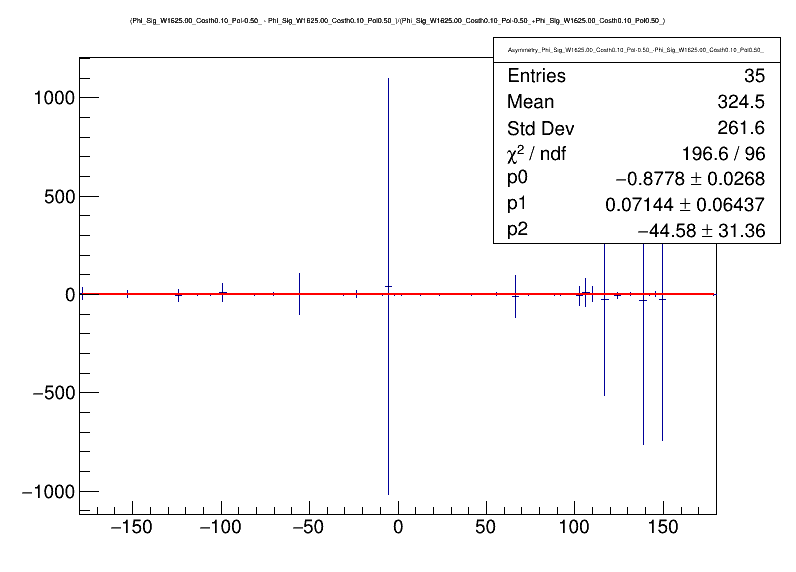 (Phi_Sig_W1625.00_Costh0.10_Pol-0.50_ - Phi_Sig_W1625.00_Costh0.10_Pol0.50_)/(Phi_Sig_W1625.00_Costh0.10_Pol-0.50_+Phi_Sig_W1625.00_Costh0.10_Pol0.50_)
Asymmetry_Phi_Sig_W1625.00_Costh0.10_Pol-0.50_-Phi_Sig_W1625.00_Costh0.10_Pol0.50_
Entries 35
Mean 324.5
Std Dev 261.6
χ² / ndf 196.6 / 96
p0 −0.8778 ± 0.0268
p1 0.07144 ± 0.06437
p2 −44.58 ± 31.36
1000
500
0
−500
−1000
−150 −100 −50 0 50 100 150